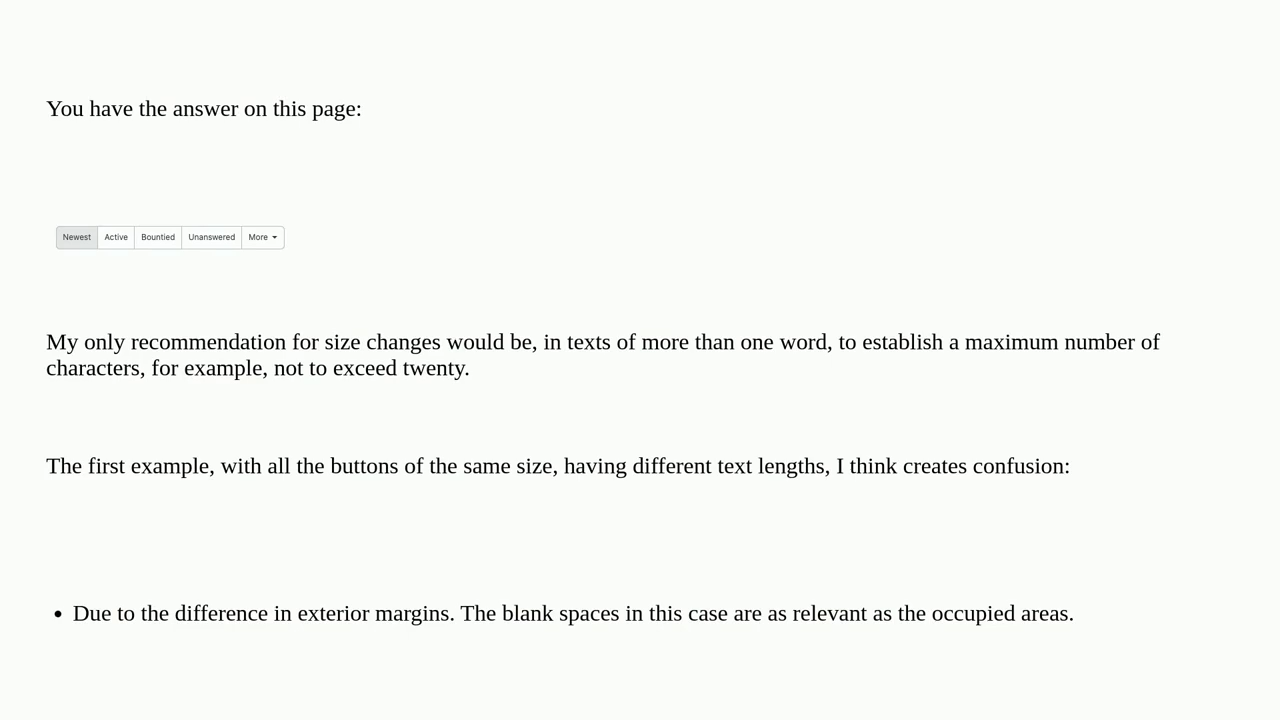 You have the answer on this page:
Newest Active Bountied Unanswered More
My only recommendation for size changes would be, in texts of more than one word, to establish a maximum number of
characters, for example, not to exceed twenty.
The first example, with all the buttons of the same size, having different text lengths, I think creates confusion:
• Due to the difference in exterior margins. The blank spaces in this case are as relevant as the occupied areas.